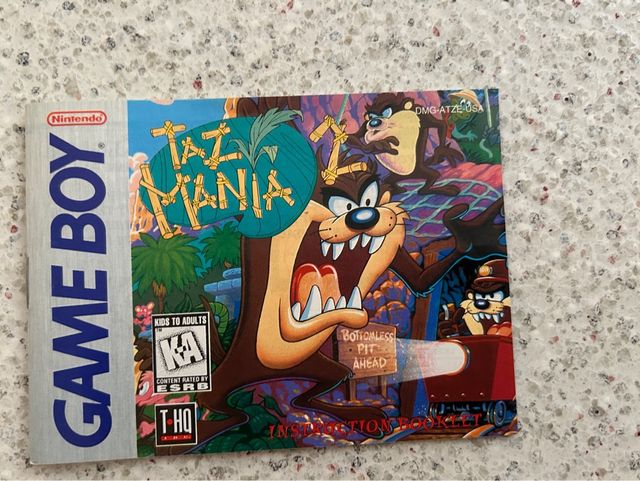 Nintendo
GAME BOY
DMG-ATZE-USA
TAZ
MANIA
2
BOTTOMLESS
PIT
AHEAD
KIDS TO ADULTS
KA
CONTENT RATED BY
ESRB
T·HQ
INC
INSTRUCTION BOOKLET